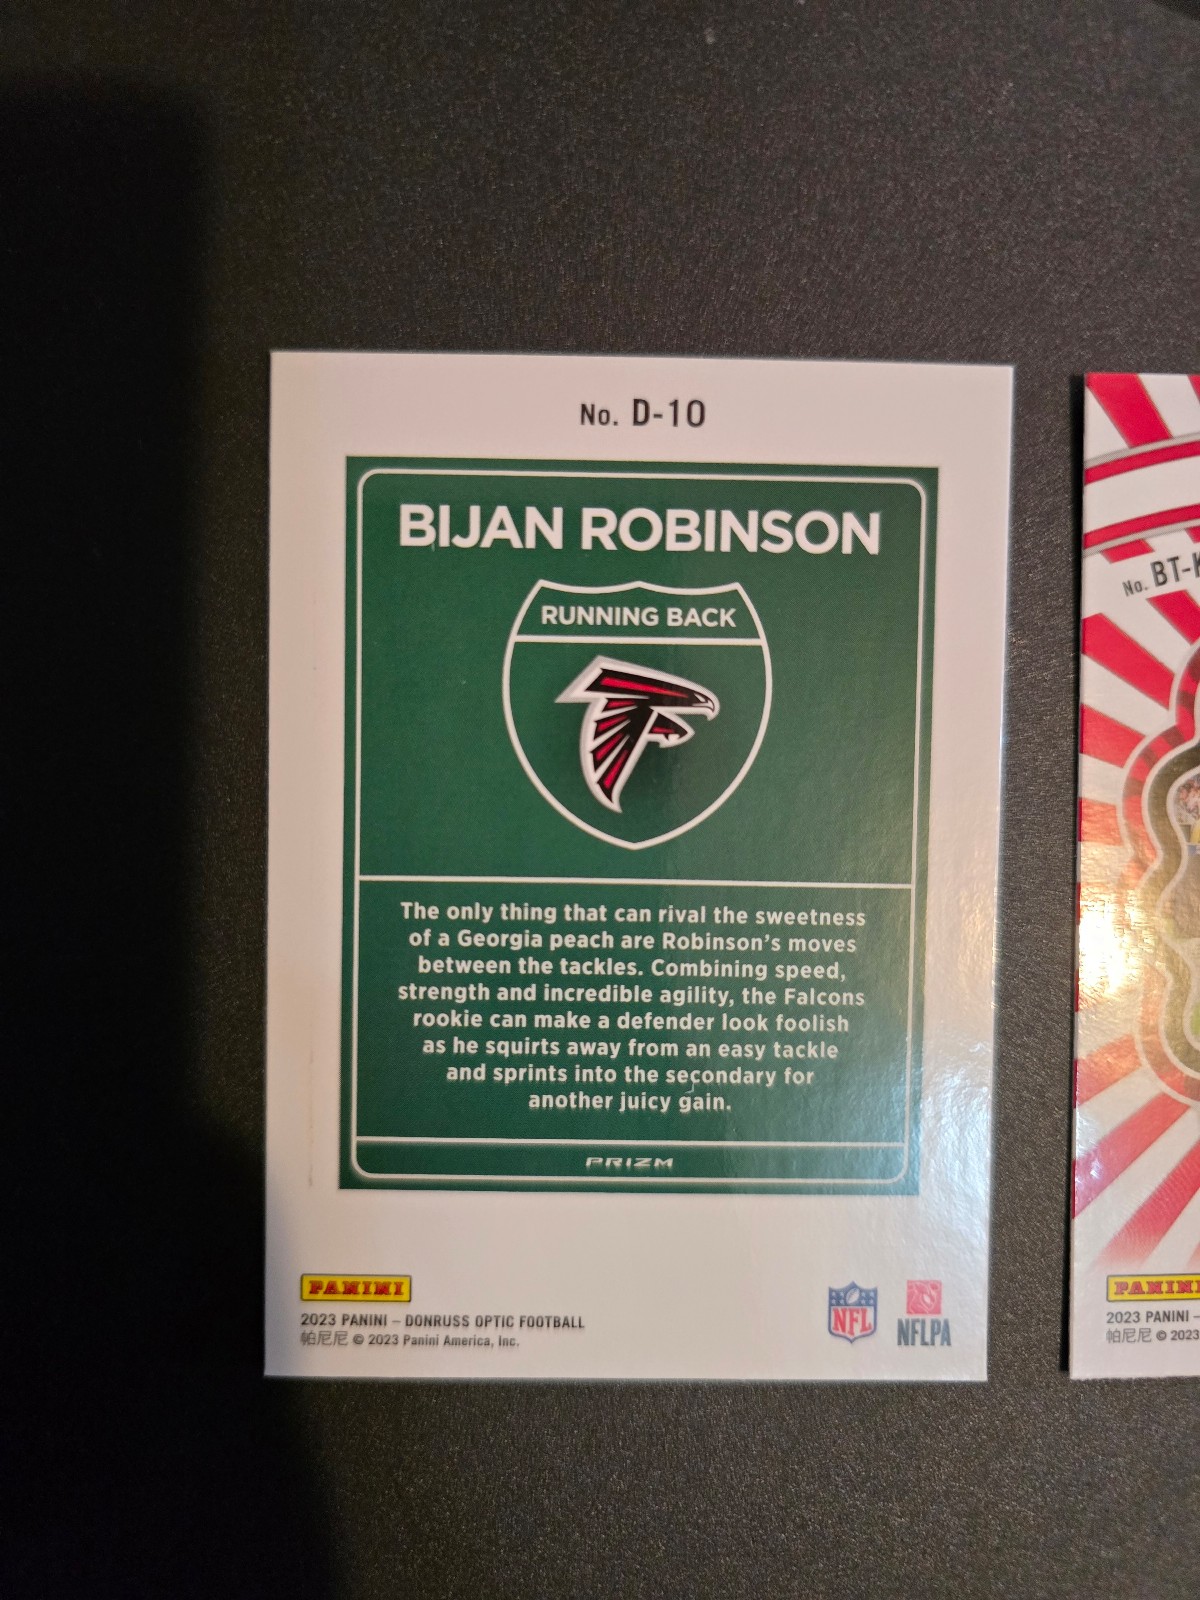 No. D-10
BIJAN ROBINSON
RUNNING BACK
The only thing that can rival the sweetness
of a Georgia peach are Robinson's moves
between the tackles. Combining speed,
strength and incredible agility, the Falcons
rookie can make a defender look foolish
as he squirts away from an easy tackle
and sprints into the secondary for
another juicy gain.
PRIZM
PANINI
2023 PANINI – DONRUSS OPTIC FOOTBALL
帕尼尼 © 2023 Panini America, Inc.
NFL
NFLPA
No. BT-K
PANINI
2023 PANINI –
帕尼尼 © 2023